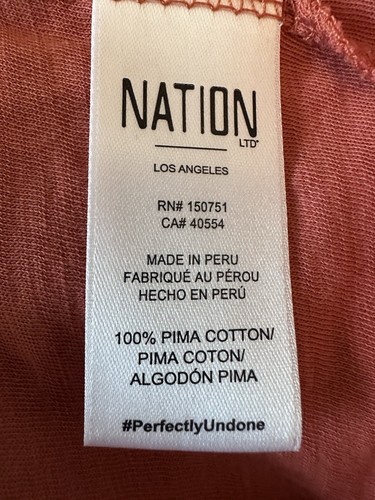 NATION
LTD
LOS ANGELES
RN# 150751
CA# 40554
MADE IN PERU
FABRIQUÉ AU PÉROU
HECHO EN PERÚ
100% PIMA COTTON/
PIMA COTON/
ALGODÓN PIMA
#PerfectlyUndone